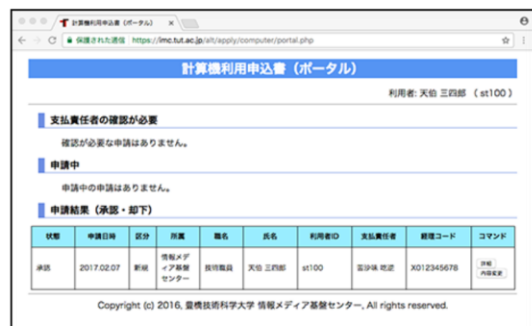 計算機利用申込書（ポータル）
保護された通信 https://imc.tut.ac.jp/alt/apply/computer/portal.php
計算機利用申込書（ポータル）
利用者: 天伯 三四郎 （ st100 ）
支払責任者の確認が必要
確認が必要な申請はありません。
申請中
申請中の申請はありません。
申請結果（承認・却下）
状態 申請日時 区分 所属 職名 氏名 利用者ID 支払責任者 経理コード コマンド
承認 2017.02.07 新規 情報メディア基盤センター 技術職員 天伯 三四郎 st100 X012345678 詳細
内容変更
Copyright (c) 2016, 豊橋技術科学大学 情報メディア基盤センター, All rights reserved.